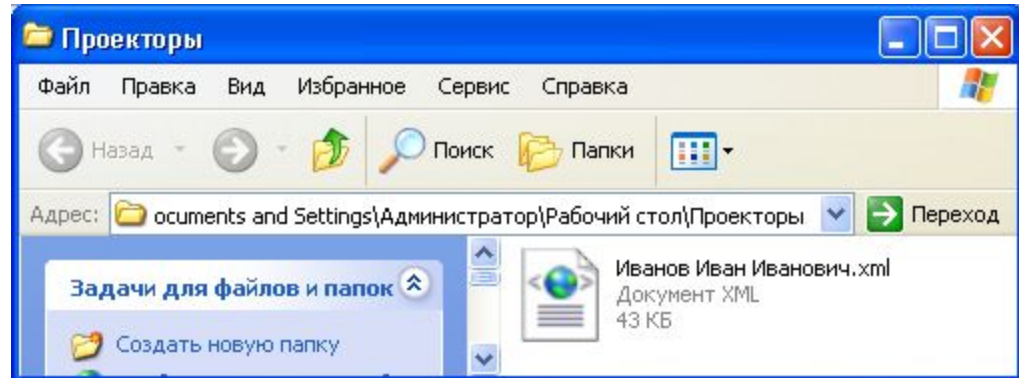 Проекторы
Файл Правка Вид Избранное Сервис Справка
Назад Поиск Папки
Адрес: ocuments and Settings\Администратор\Рабочий стол\Проекторы Переход
Задачи для файлов и папок
Создать новую папку
Иванов Иван Иванович.xml
Документ XML
43 КБ